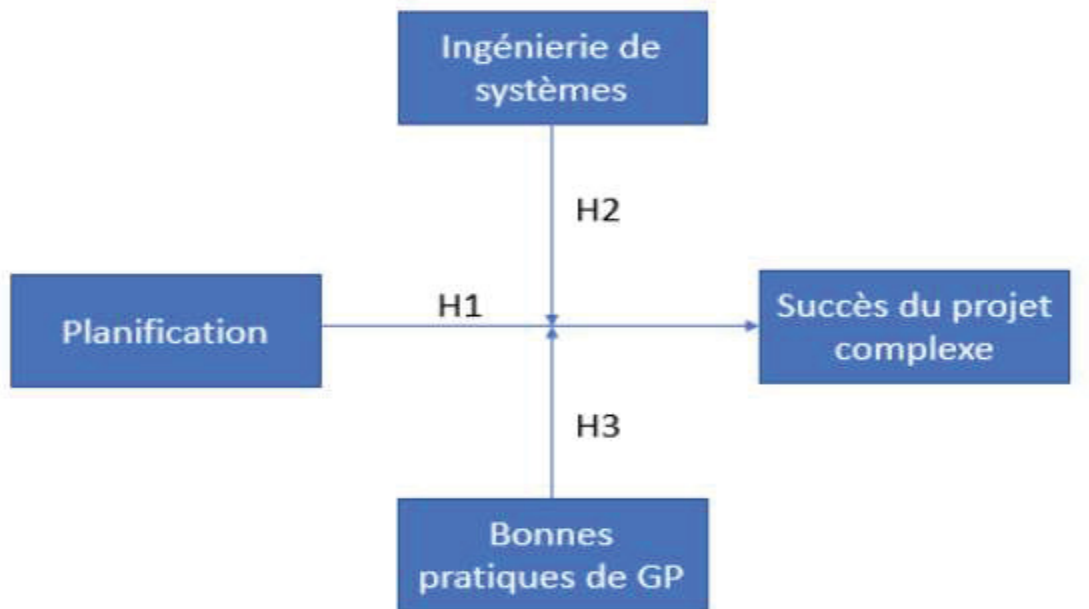 Ingénierie de
systèmes
H2
Planification
H1
Succès du projet
complexe
H3
Bonnes
pratiques de GP